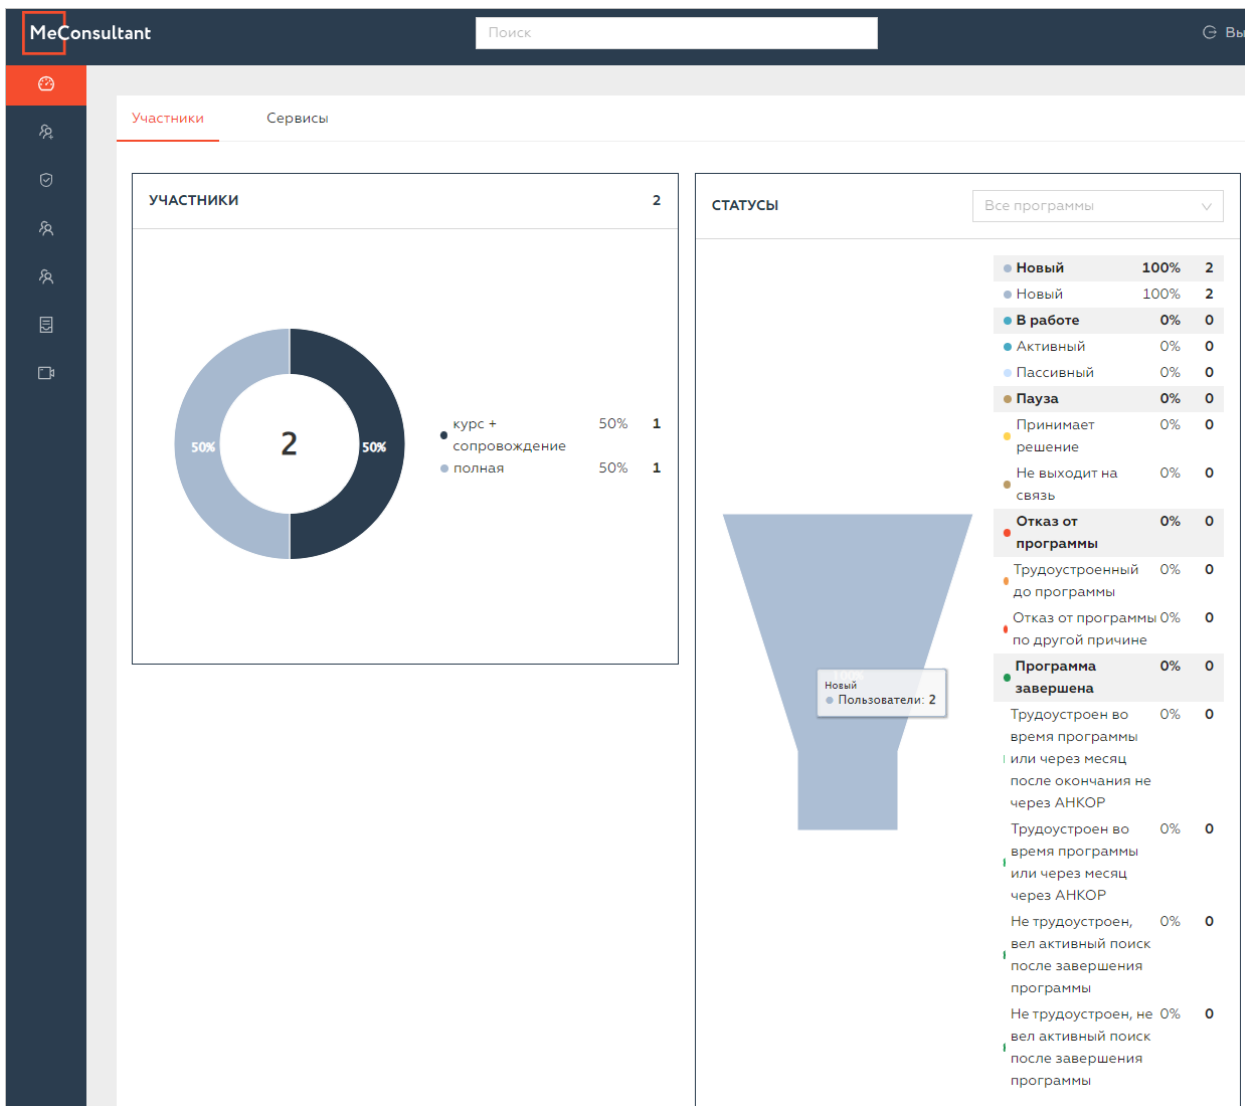 MeConsultant
Поиск
Вы
Участники
Сервисы
УЧАСТНИКИ 2
50%
2
50%
курс + 50% 1
сопровождение
полная 50% 1
СТАТУСЫ
Все программы
Новый 100% 2
Новый 100% 2
В работе 0% 0
Активный 0% 0
Пассивный 0% 0
Пауза 0% 0
Принимает 0% 0
решение
Не выходит на 0% 0
связь
Отказ от 0% 0
программы
Трудоустроенный 0% 0
до программы
Отказ от программы 0% 0
по другой причине
Программа 0% 0
завершена
Трудоустроен во 0% 0
время программы
или через месяц
после окончания не
через АНКОР
Трудоустроен во 0% 0
время программы
или через месяц
через АНКОР
Не трудоустроен, 0% 0
вел активный поиск
после завершения
программы
Не трудоустроен, не 0% 0
вел активный поиск
после завершения
программы
100%
Новый
Пользователи: 2